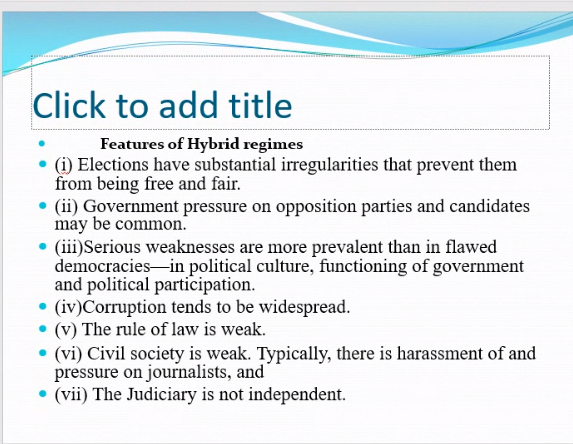 Click to add title
Features of Hybrid regimes
(i) Elections have substantial irregularities that prevent them
from being free and fair.
(ii) Government pressure on opposition parties and candidates
may be common.
(iii)Serious weaknesses are more prevalent than in flawed
democracies—in political culture, functioning of government
and political participation.
(iv)Corruption tends to be widespread.
(v) The rule of law is weak.
(vi) Civil society is weak. Typically, there is harassment of and
pressure on journalists, and
(vii) The Judiciary is not independent.